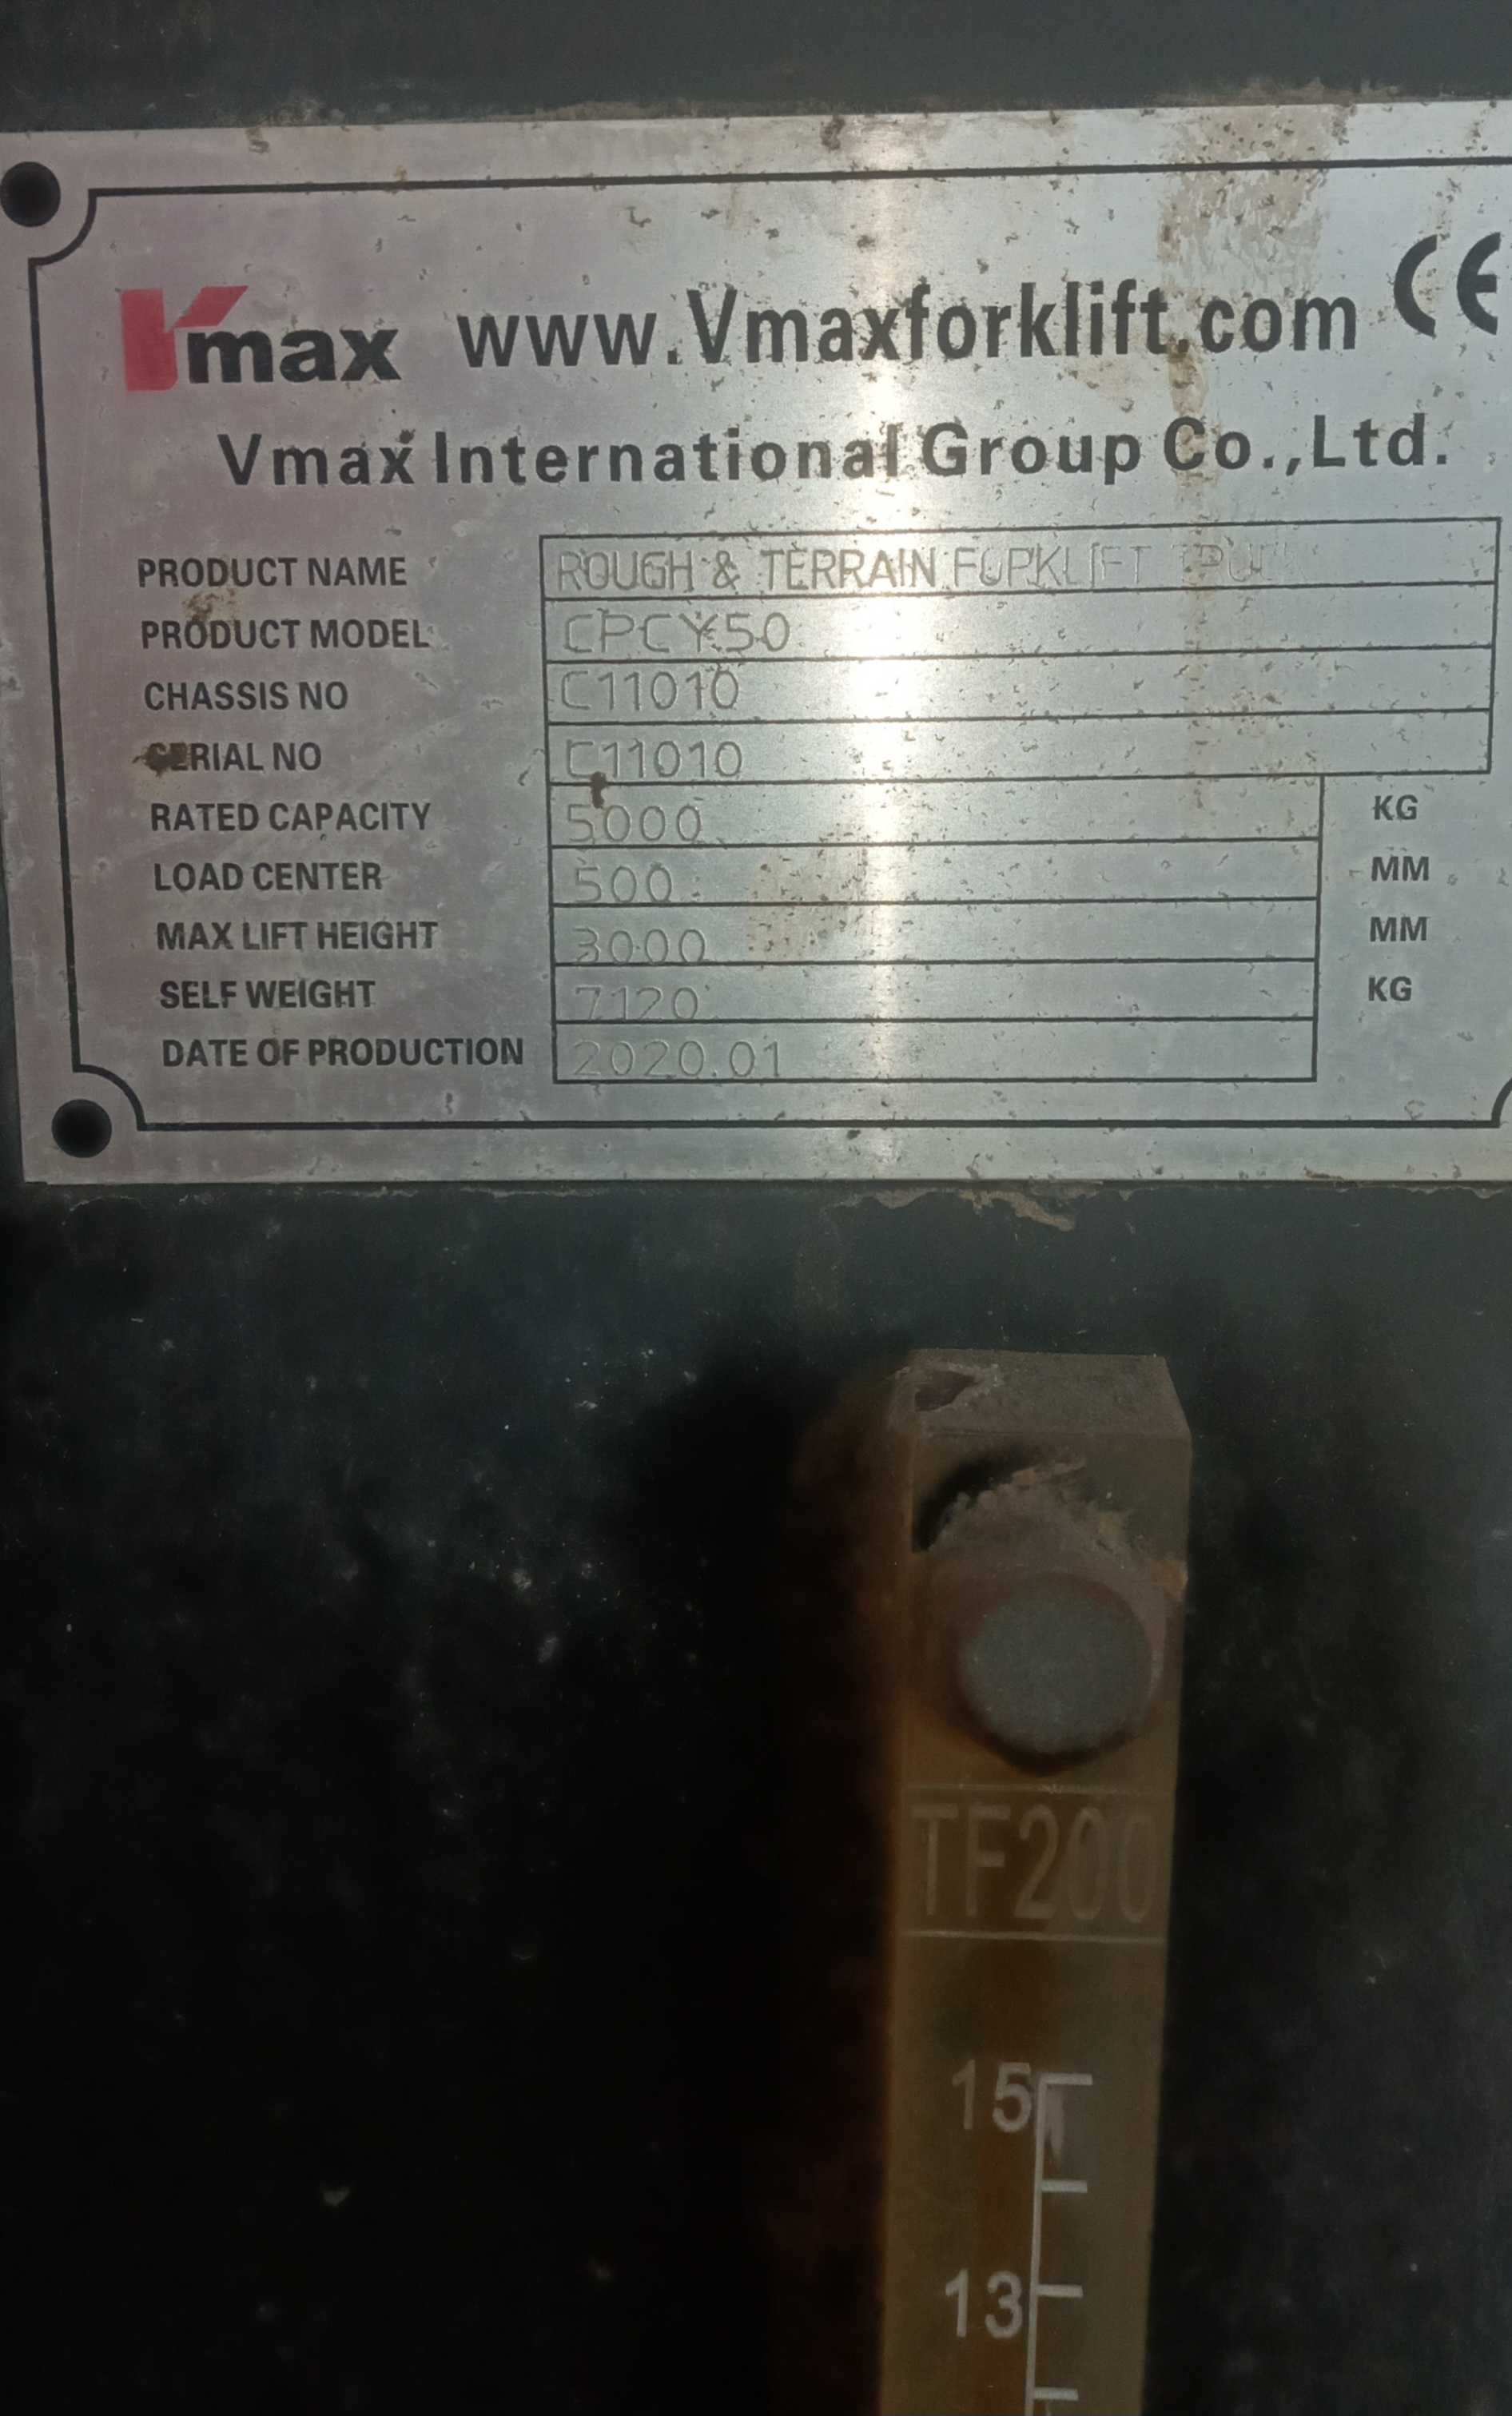 Vmax www.Vmaxforklift.com CE
Vmax International Group Co.,Ltd.
PRODUCT NAME ROUGH & TERRAIN FORKLIFT
PRODUCT MODEL CPCY50
CHASSIS NO C11010
SERIAL NO C11010
RATED CAPACITY 5000 KG
LOAD CENTER 500 MM
MAX LIFT HEIGHT 3000 MM
SELF WEIGHT 7120 KG
DATE OF PRODUCTION 2020.01
TF200
15
13